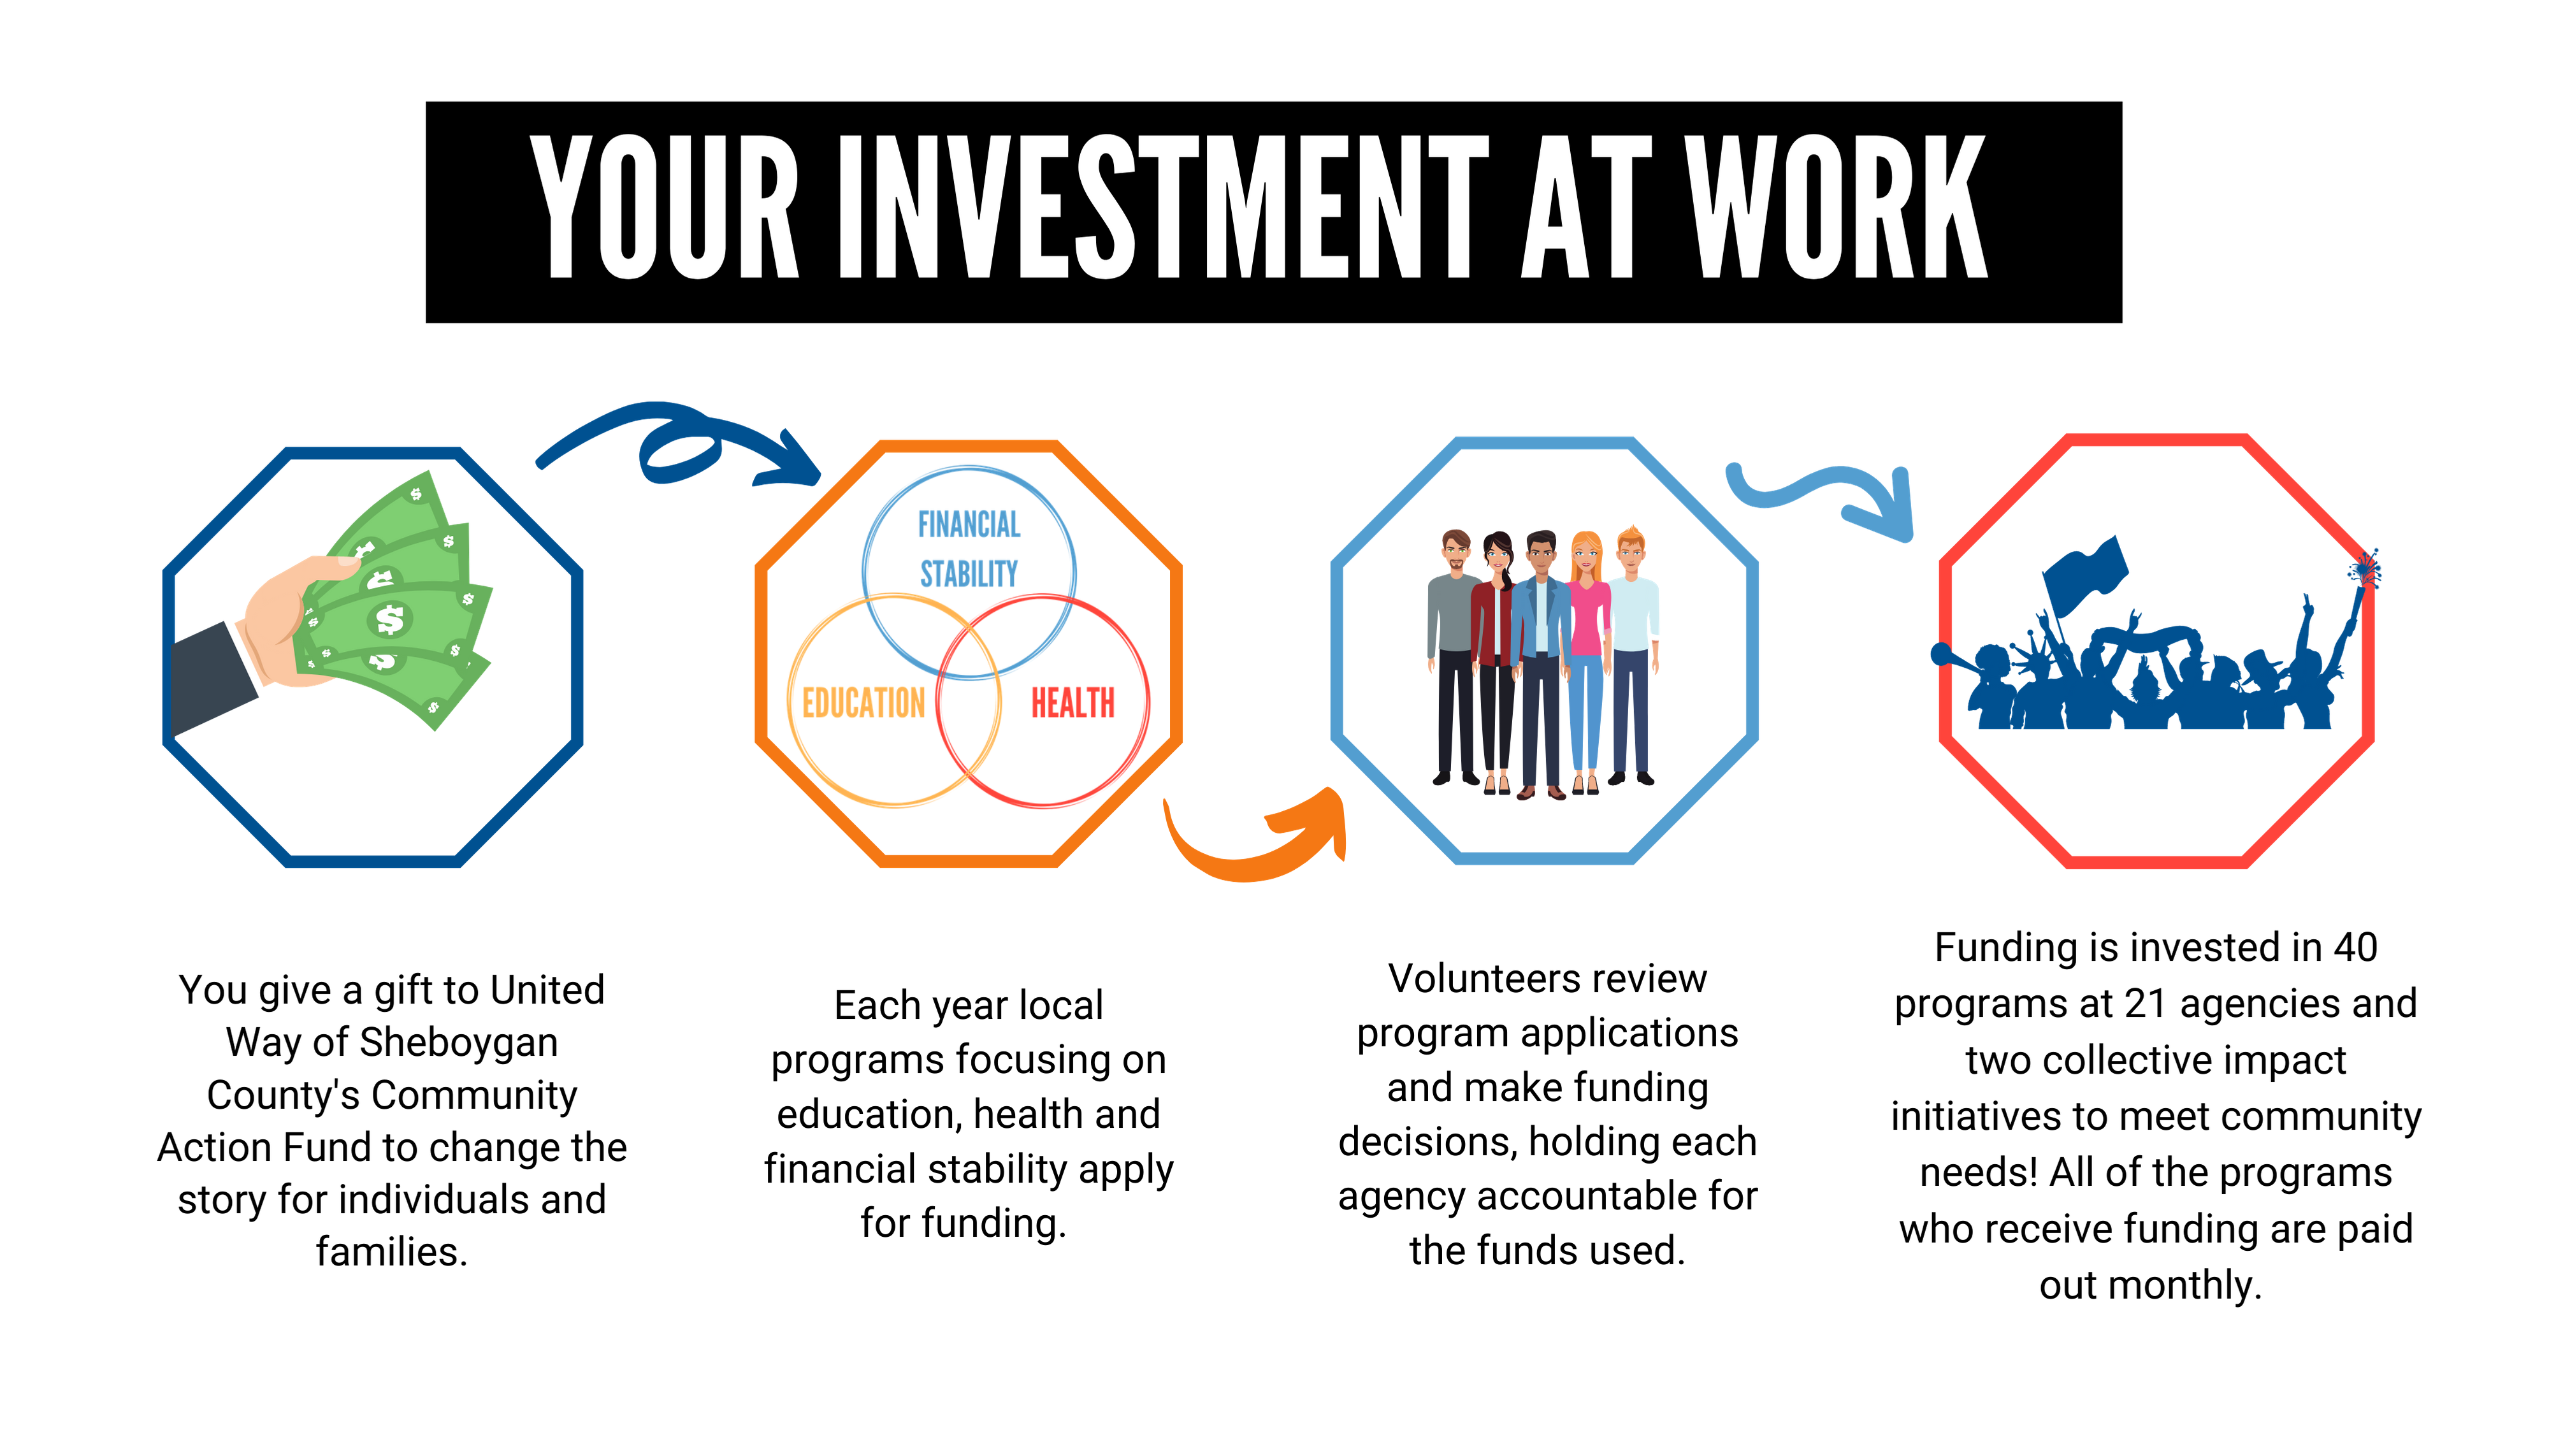 YOUR INVESTMENT AT WORK
FINANCIAL
STABILITY
EDUCATION
HEALTH
You give a gift to United
Way of Sheboygan
County's Community
Action Fund to change the
story for individuals and
families.
Each year local
programs focusing on
education, health and
financial stability apply
for funding.
Volunteers review
program applications
and make funding
decisions, holding each
agency accountable for
the funds used.
Funding is invested in 40
programs at 21 agencies and
two collective impact
initiatives to meet community
needs! All of the programs
who receive funding are paid
out monthly.